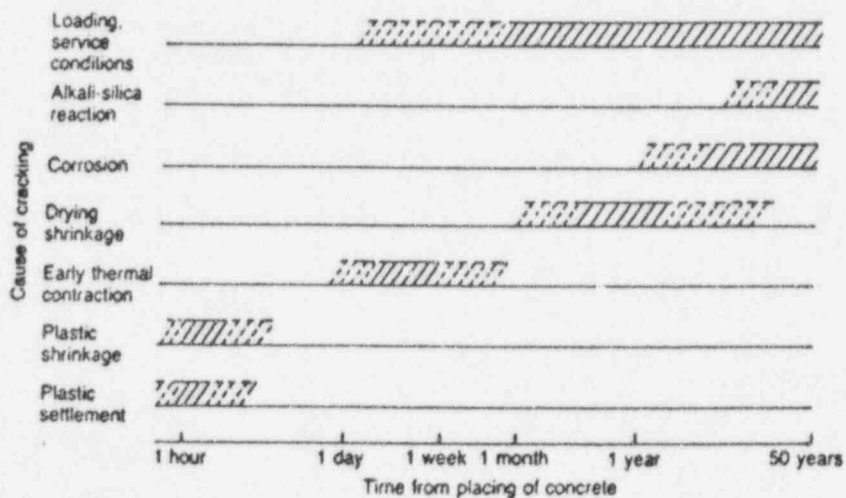 Loading,
service
conditions
Alkali-silica
reaction
Corrosion
Drying
shrinkage
Early thermal
contraction
Plastic
shrinkage
Plastic
settlement
Cause of cracking
1 hour 1 day 1 week 1 month 1 year 50 years
Time from placing of concrete